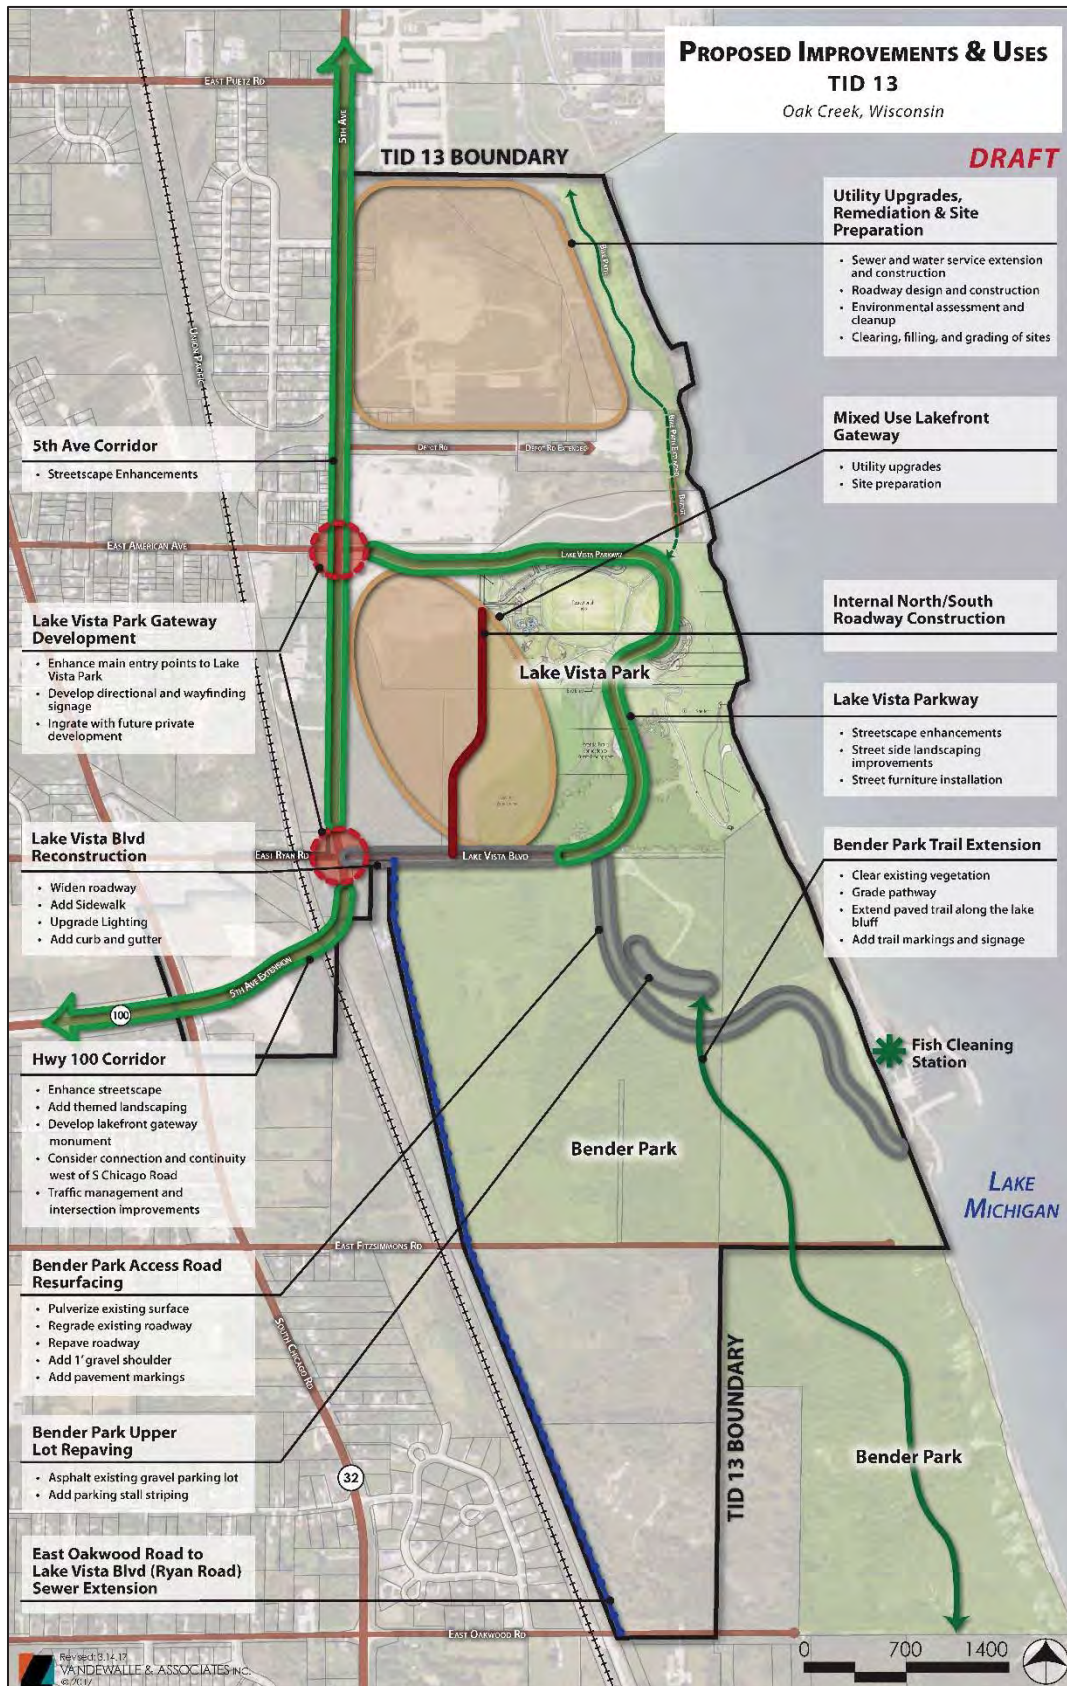 PROPOSED IMPROVEMENTS & USES
TID 13
Oak Creek, Wisconsin
DRAFT
EAST PUETZ RD
5TH AVE
TID 13 BOUNDARY
Utility Upgrades,
Remediation & Site
Preparation
• Sewer and water service extension
and construction
• Roadway design and construction
• Environmental assessment and
cleanup
• Clearing, filling, and grading of sites
BIKE PATH
UNION PACIFIC
Mixed Use Lakefront
Gateway
• Utility upgrades
• Site preparation
5th Ave Corridor
• Streetscape Enhancements
DEPOT RD
DEPOT RD EXTENDED
BIKE PATH EXTENSION
EAST AMERICAN AVE
LAKE VISTA PARKWAY
Internal North/South
Roadway Construction
Lake Vista Park Gateway
Development
• Enhance main entry points to Lake
Vista Park
• Develop directional and wayfinding
signage
• Ingrate with future private
development
Lake Vista Park
Lake Vista Parkway
• Streetscape enhancements
• Street side landscaping
improvements
• Street furniture installation
Lake Vista Blvd
Reconstruction
• Widen roadway
• Add Sidewalk
• Upgrade Lighting
• Add curb and gutter
EAST RYAN RD
LAKE VISTA BLVD
Bender Park Trail Extension
• Clear existing vegetation
• Grade pathway
• Extend paved trail along the lake
bluff
• Add trail markings and signage
5TH AVE EXTENSION
100
Hwy 100 Corridor
• Enhance streetscape
• Add themed landscaping
• Develop lakefront gateway
monument
• Consider connection and continuity
west of S Chicago Road
• Traffic management and
intersection improvements
Fish Cleaning
Station
Bender Park
LAKE
MICHIGAN
EAST FITZSIMMONS RD
Bender Park Access Road
Resurfacing
• Pulverize existing surface
• Regrade existing roadway
• Repave roadway
• Add 1' gravel shoulder
• Add pavement markings
SOUTH CHICAGO RD
TID 13 BOUNDARY
Bender Park Upper
Lot Repaving
• Asphalt existing gravel parking lot
• Add parking stall striping
32
Bender Park
East Oakwood Road to
Lake Vista Blvd (Ryan Road)
Sewer Extension
EAST OAKWOOD RD
0 700 1400
Revised: 3.14.17
VANDEWALLE & ASSOCIATES INC.
© 2017